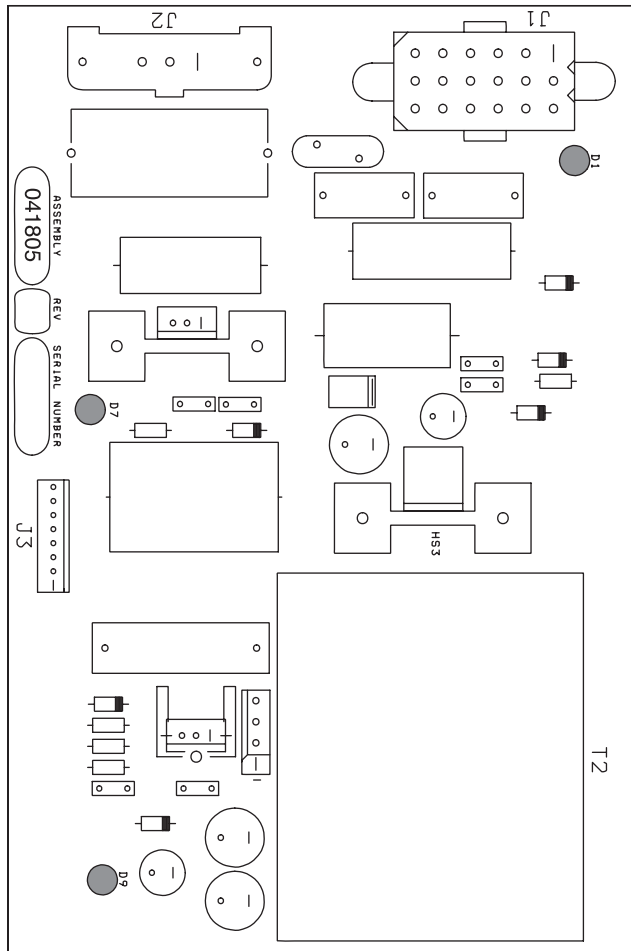 J2
J1
D1
ASSEMBLY
041805
REV
SERIAL NUMBER
D7
J3
HS3
T2
D9